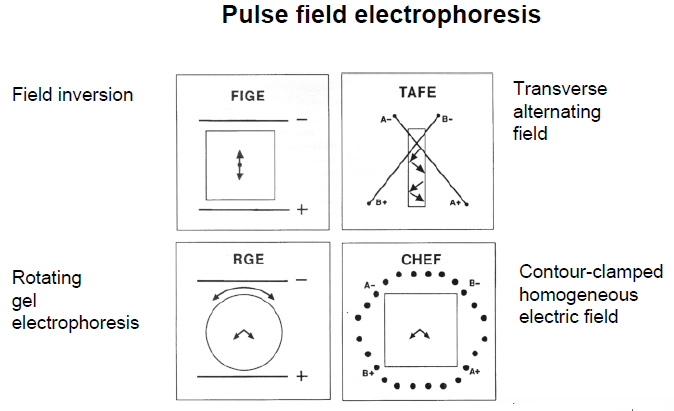 Pulse field electrophoresis
Field inversion
FIGE
−
+
TAFE
A-
B-
B+
A+
Transverse
alternating
field
Rotating
gel
electrophoresis
RGE
−
+
CHEF
A-
B-
B+
A+
Contour-clamped
homogeneous
electric field